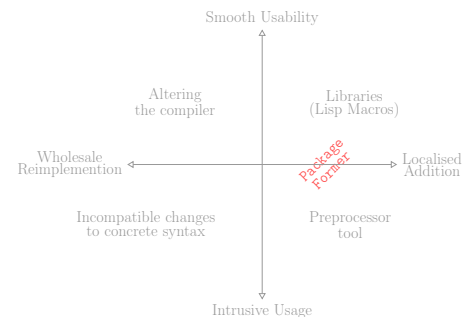 Smooth Usability
Altering
the compiler
Libraries
(Lisp Macros)
Wholesale
Reimplemention
Package
Former
Localised
Addition
Incompatible changes
to concrete syntax
Preprocessor
tool
Intrusive Usage